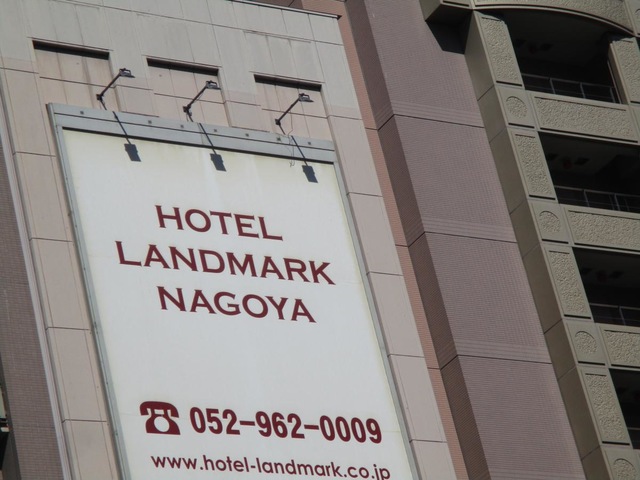 HOTEL
LANDMARK
NAGOYA
052-962-0009
www.hotel-landmark.co.jp